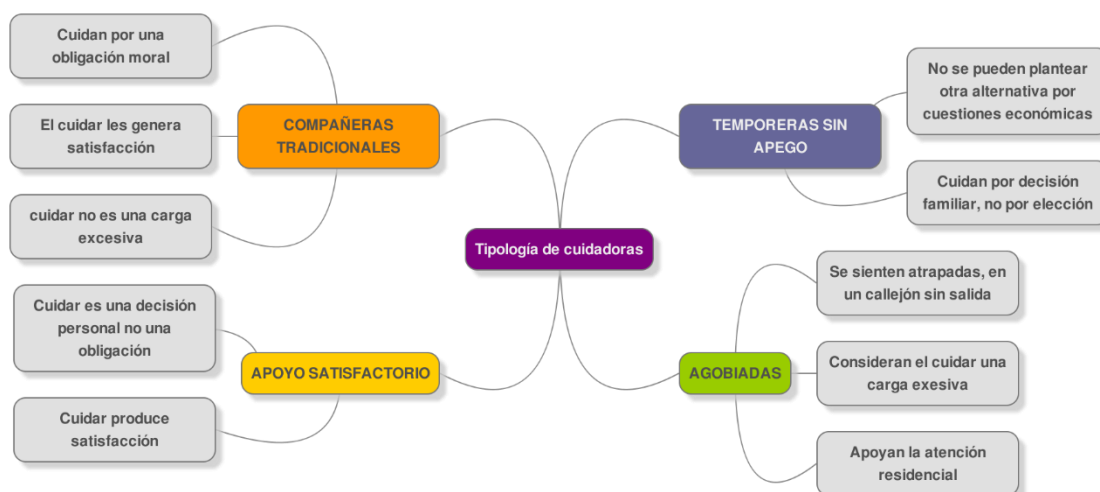 Tipología de cuidadoras
COMPAÑERAS
TRADICIONALES
Cuidan por una
obligación moral
El cuidar les genera
satisfacción
cuidar no es una carga
excesiva
APOYO SATISFACTORIO
Cuidar es una decisión
personal no una
obligación
Cuidar produce
satisfacción
TEMPORERAS SIN
APEGO
No se pueden plantear
otra alternativa por
cuestiones económicas
Cuidan por decisión
familiar, no por elección
AGOBIADAS
Se sienten atrapadas, en
un callejón sin salida
Consideran el cuidar una
carga exesiva
Apoyan la atención
residencial